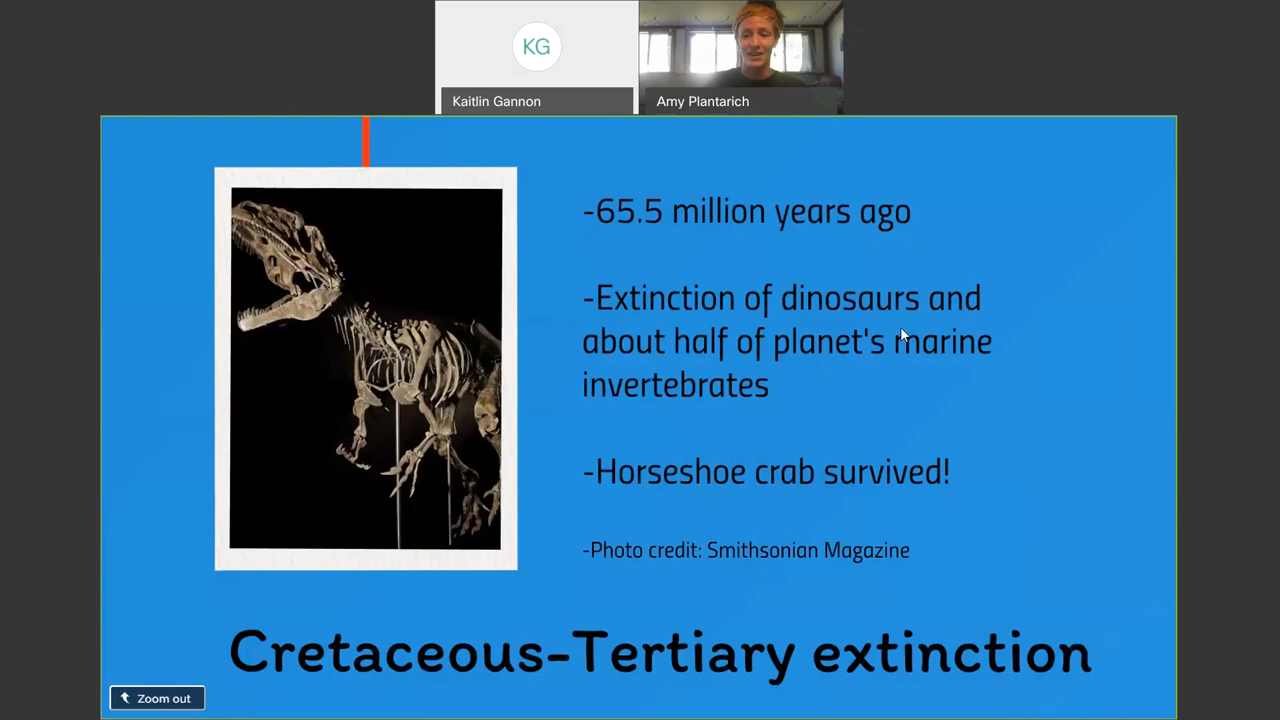 KG
Kaitlin Gannon
Amy Plantarich
-65.5 million years ago
-Extinction of dinosaurs and
about half of planet's marine
invertebrates
-Horseshoe crab survived!
-Photo credit: Smithsonian Magazine
Cretaceous-Tertiary extinction
Zoom out